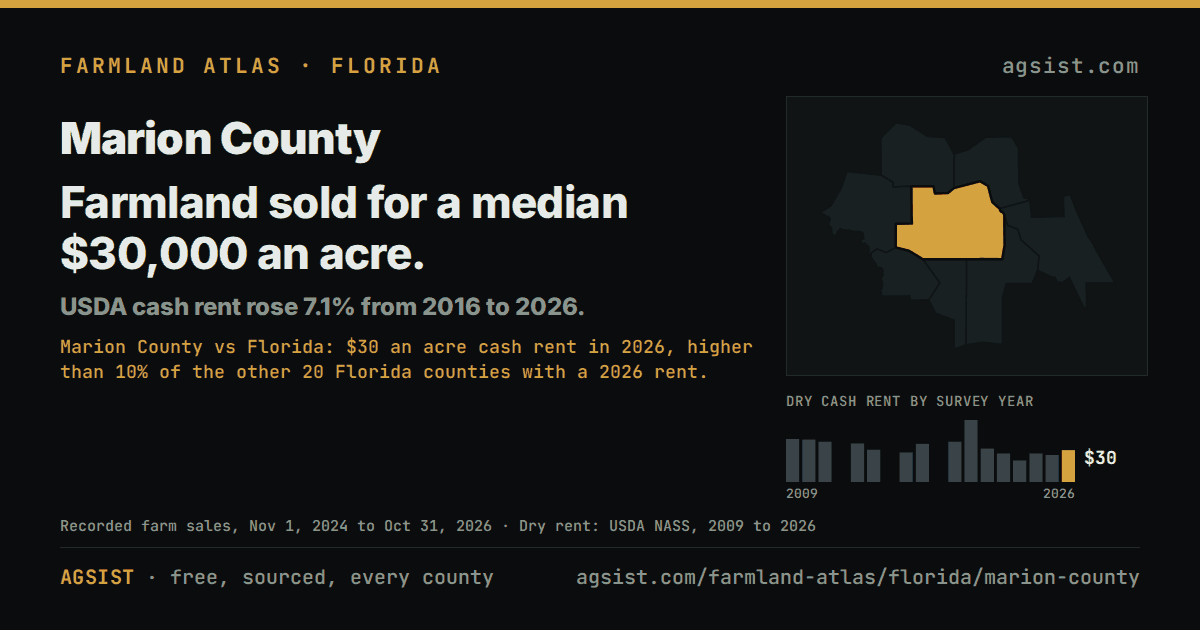 FARMLAND ATLAS · FLORIDA
agsist.com
Marion County
Farmland sold for a median
$30,000 an acre.
USDA cash rent rose 7.1% from 2016 to 2026.
Marion County vs Florida: $30 an acre cash rent in 2026, higher
than 10% of the other 20 Florida counties with a 2026 rent.
DRY CASH RENT BY SURVEY YEAR
$30
2009
2026
Recorded farm sales, Nov 1, 2024 to Oct 31, 2026 · Dry rent: USDA NASS, 2009 to 2026
AGSIST · free, sourced, every county
agsist.com/farmland-atlas/florida/marion-county